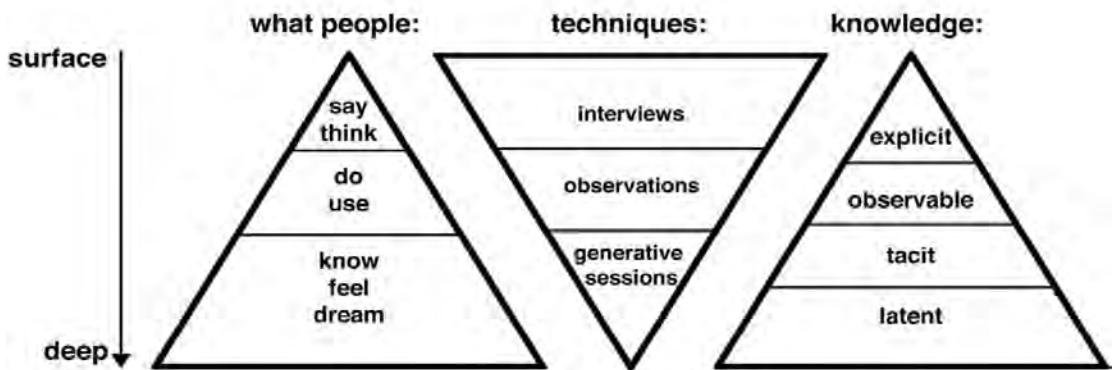 what people:
techniques:
knowledge:
surface
say
think
do
use
know
feel
dream
interviews
observations
generative
sessions
explicit
observable
tacit
latent
deep